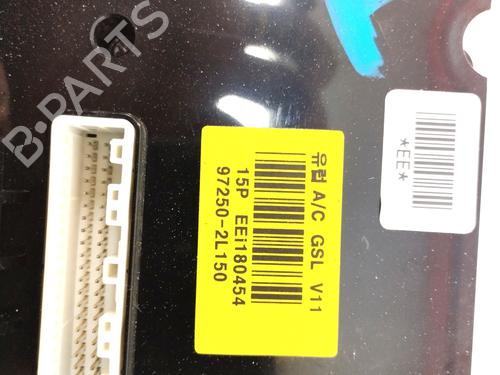 유럽 A/C GSL V11
15P EEi180454
97250-2L150
*EE*
B-PARTS